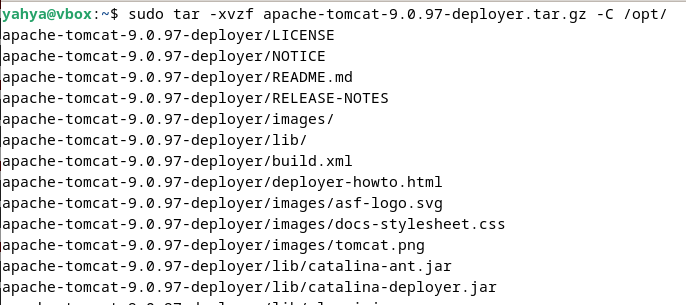 yahya@vbox:~$ sudo tar -xvzf apache-tomcat-9.0.97-deployer.tar.gz -C /opt/
apache-tomcat-9.0.97-deployer/LICENSE
apache-tomcat-9.0.97-deployer/NOTICE
apache-tomcat-9.0.97-deployer/README.md
apache-tomcat-9.0.97-deployer/RELEASE-NOTES
apache-tomcat-9.0.97-deployer/images/
apache-tomcat-9.0.97-deployer/lib/
apache-tomcat-9.0.97-deployer/build.xml
apache-tomcat-9.0.97-deployer/deployer-howto.html
apache-tomcat-9.0.97-deployer/images/asf-logo.svg
apache-tomcat-9.0.97-deployer/images/docs-stylesheet.css
apache-tomcat-9.0.97-deployer/images/tomcat.png
apache-tomcat-9.0.97-deployer/lib/catalina-ant.jar
apache-tomcat-9.0.97-deployer/lib/catalina-deployer.jar